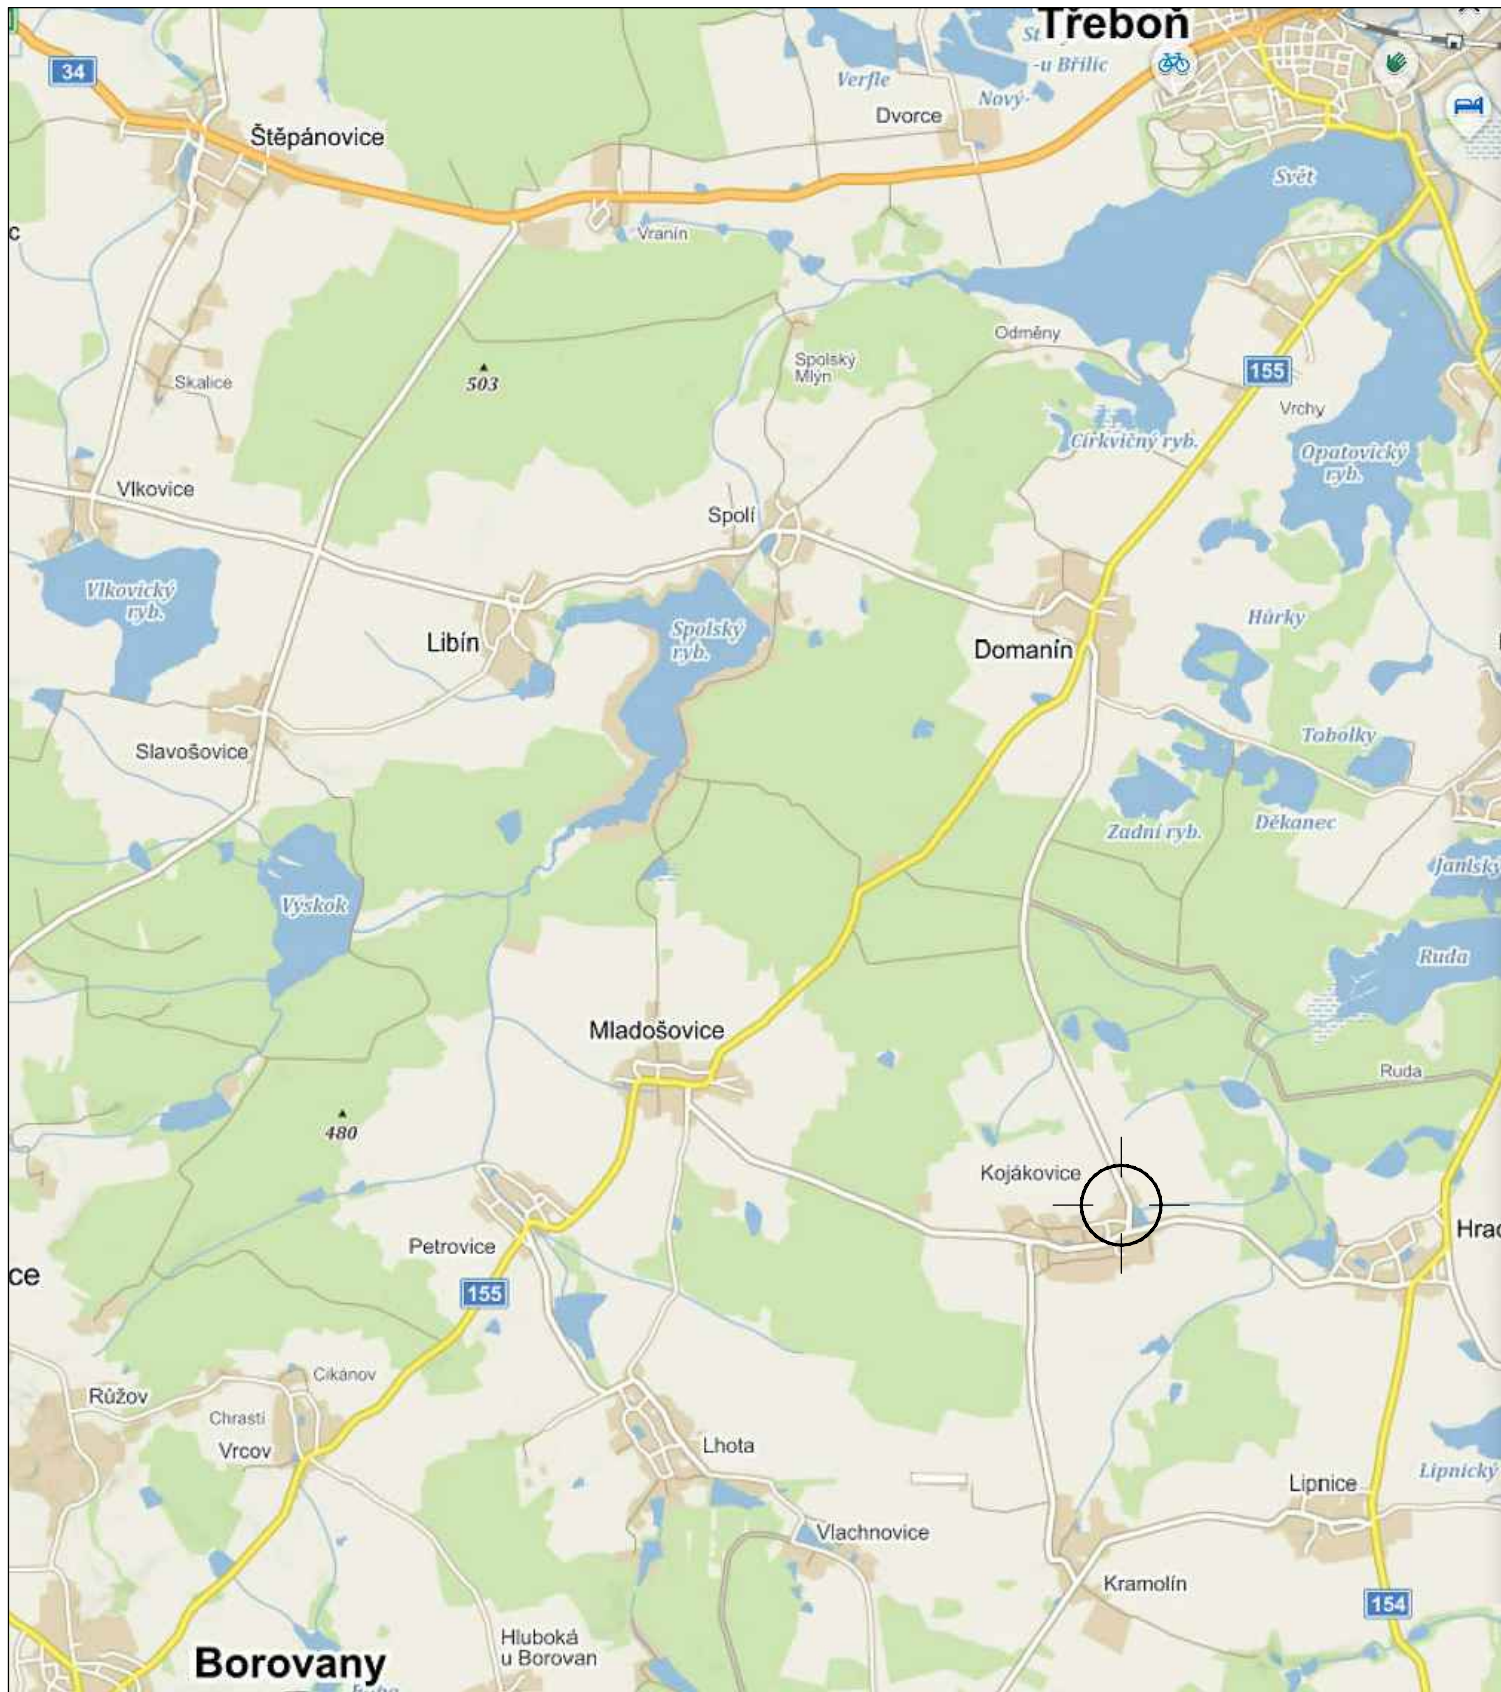 Třeboň
34
Verfle
-u Břilic
Nový-
Dvorce
Štěpánovice
Svět
c
Vranín
Odměny
Spolský
Mlýn
503
155
Skalice
Vrchy
Církvičný ryb.
Opatovický
ryb.
Vlkovice
Spolí
Vlkovický
ryb.
Hůrky
Spolský
ryb.
Libín
Domanín
Slavošovice
Tobolky
Zadní ryb.
Děkanec
Výskok
Ruda
Mladošovice
Ruda
480
Kojákovice
Petrovice
Hrac
ce
155
Cikánov
Růžov
Chrastí
Vrcov
Lhota
Lipnický
Lipnice
Vlachnovice
Kramolín
154
Hluboká
u Borovan
Borovany